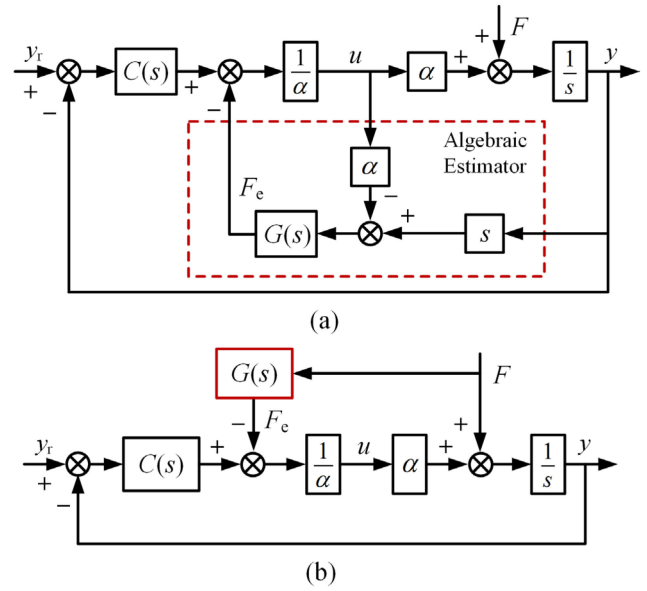 F
y_r
+
−
C(s)
+
−
1/α
u
α
+
+
1/s
y
Algebraic
Estimator
α
−
F_e
G(s)
+
s
(a)
G(s)
F
−
F_e
+
y_r
+
−
C(s)
+
1/α
u
α
+
1/s
y
(b)